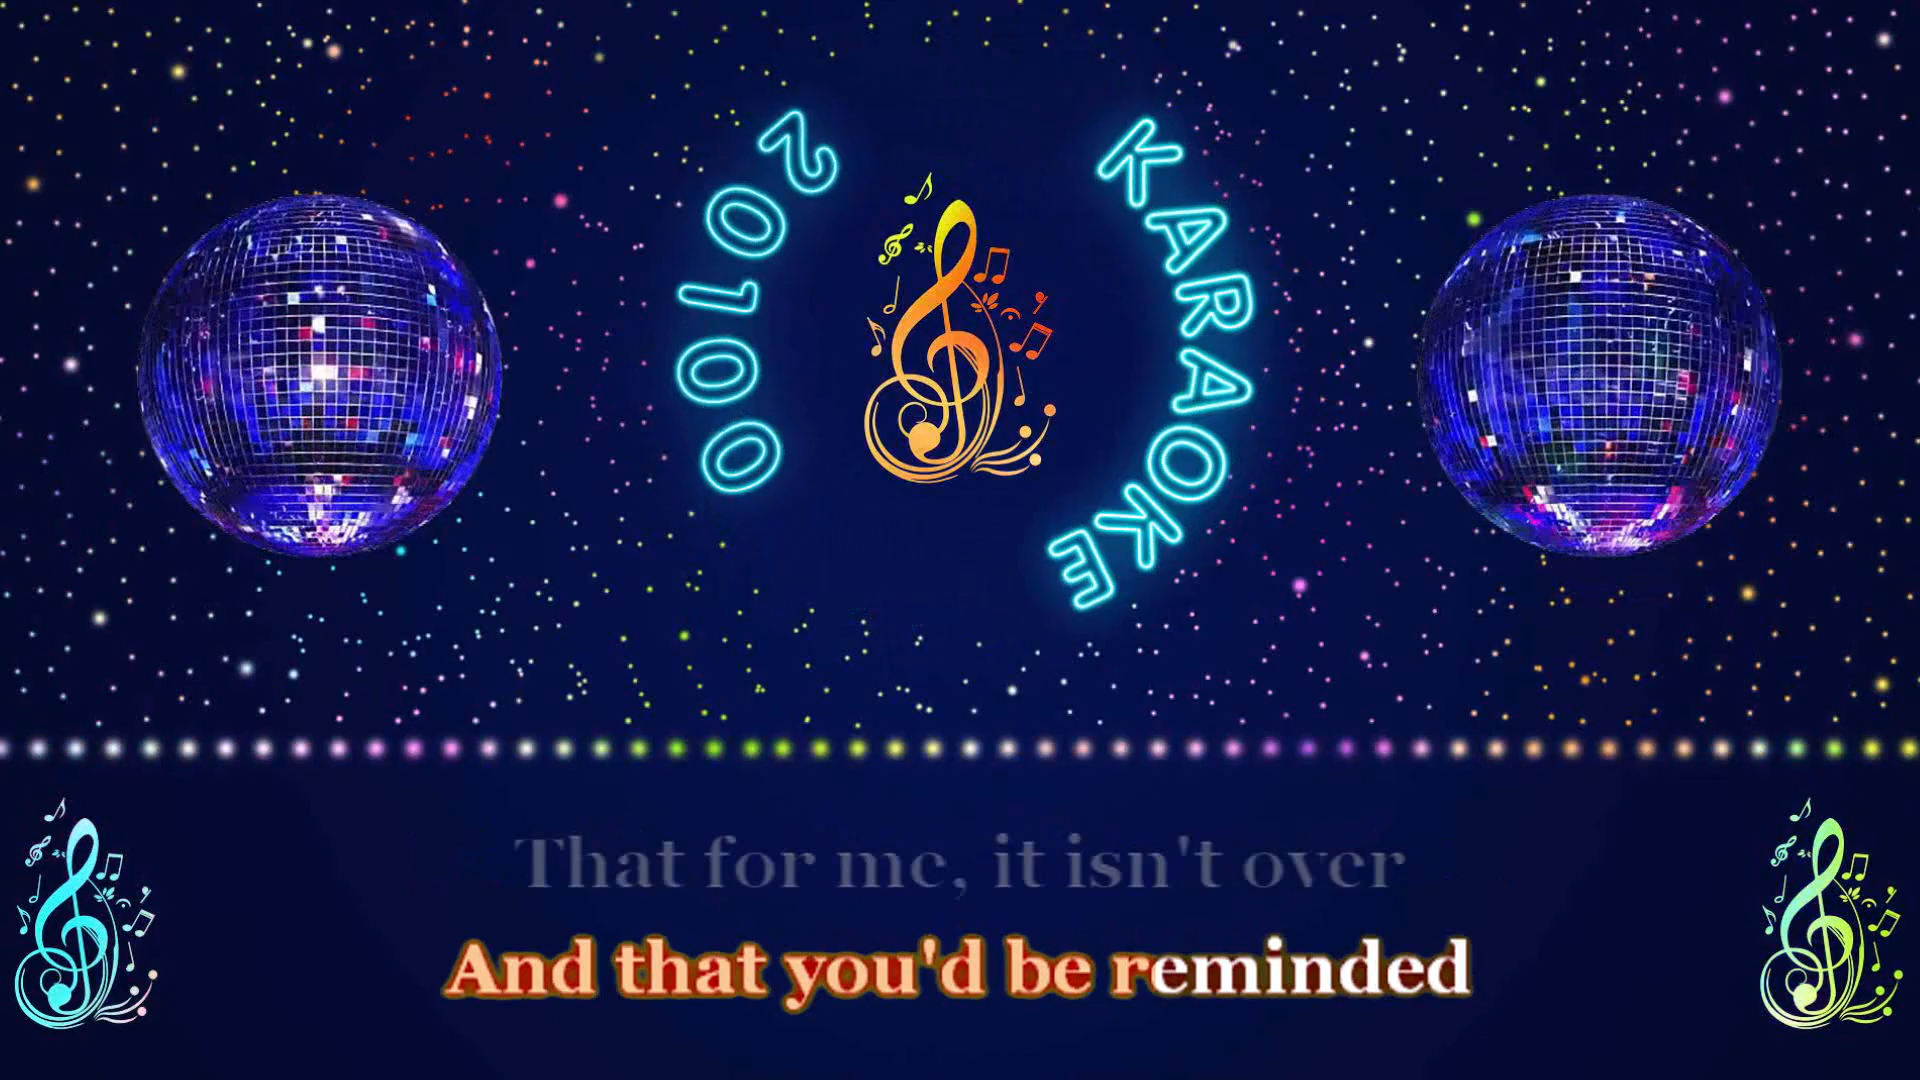 20100
KARAOKE
That for me, it isn't over
And that you'd be reminded